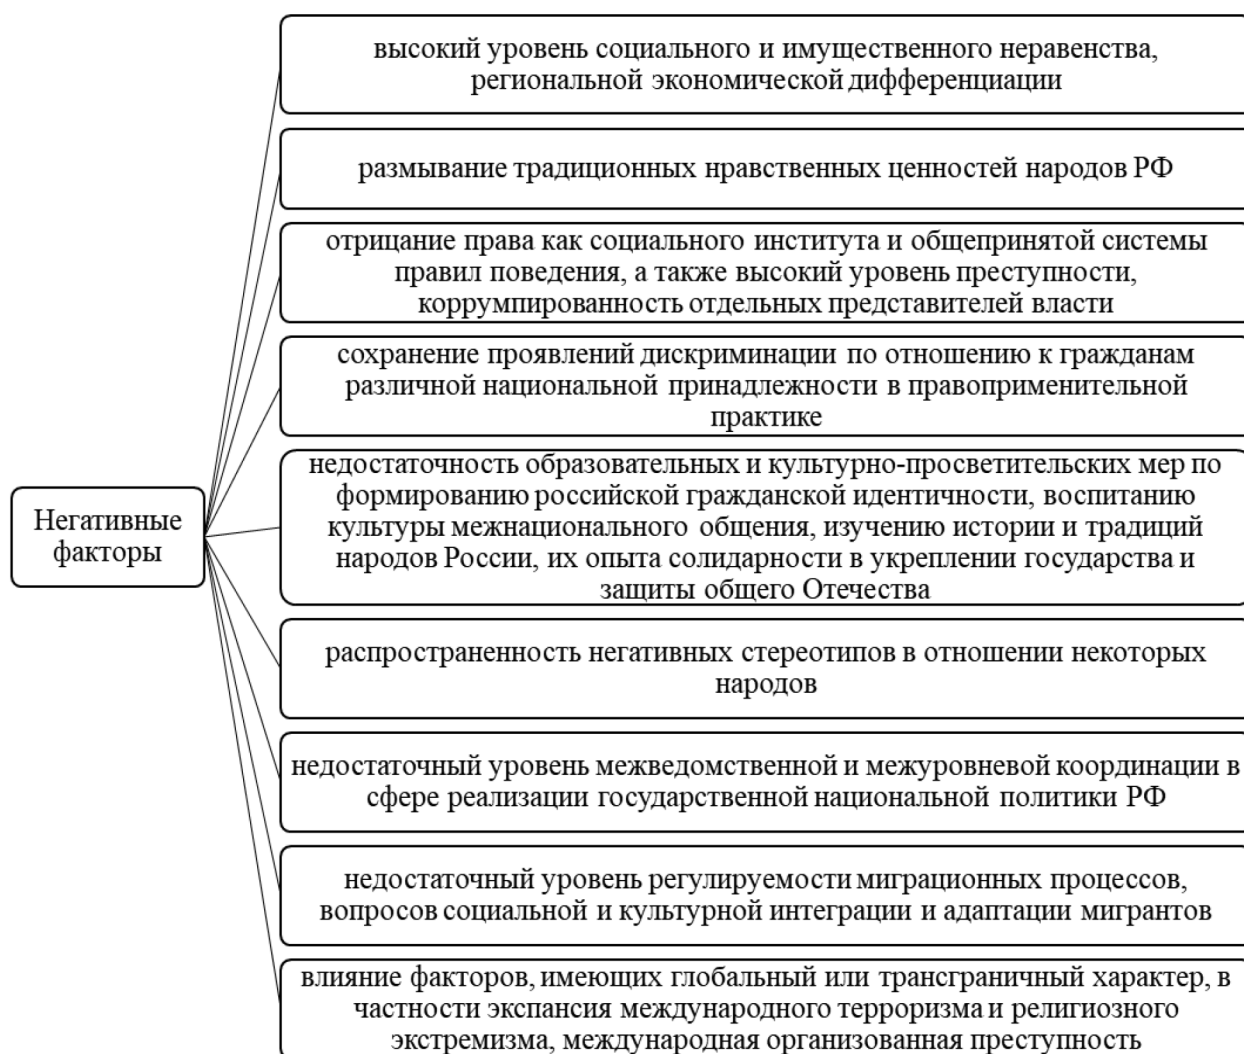 высокий уровень социального и имущественного неравенства,
региональной экономической дифференциации
размывание традиционных нравственных ценностей народов РФ
отрицание права как социального института и общепринятой системы
правил поведения, а также высокий уровень преступности,
коррумпированность отдельных представителей власти
сохранение проявлений дискриминации по отношению к гражданам
различной национальной принадлежности в правоприменительной
практике
Негативные
факторы
недостаточность образовательных и культурно-просветительских мер по
формированию российской гражданской идентичности, воспитанию
культуры межнационального общения, изучению истории и традиций
народов России, их опыта солидарности в укреплении государства и
защиты общего Отечества
распространенность негативных стереотипов в отношении некоторых
народов
недостаточный уровень межведомственной и межуровневой координации в
сфере реализации государственной национальной политики РФ
недостаточный уровень регулируемости миграционных процессов,
вопросов социальной и культурной интеграции и адаптации мигрантов
влияние факторов, имеющих глобальный или трансграничный характер, в
частности экспансия международного терроризма и религиозного
экстремизма, международная организованная преступность